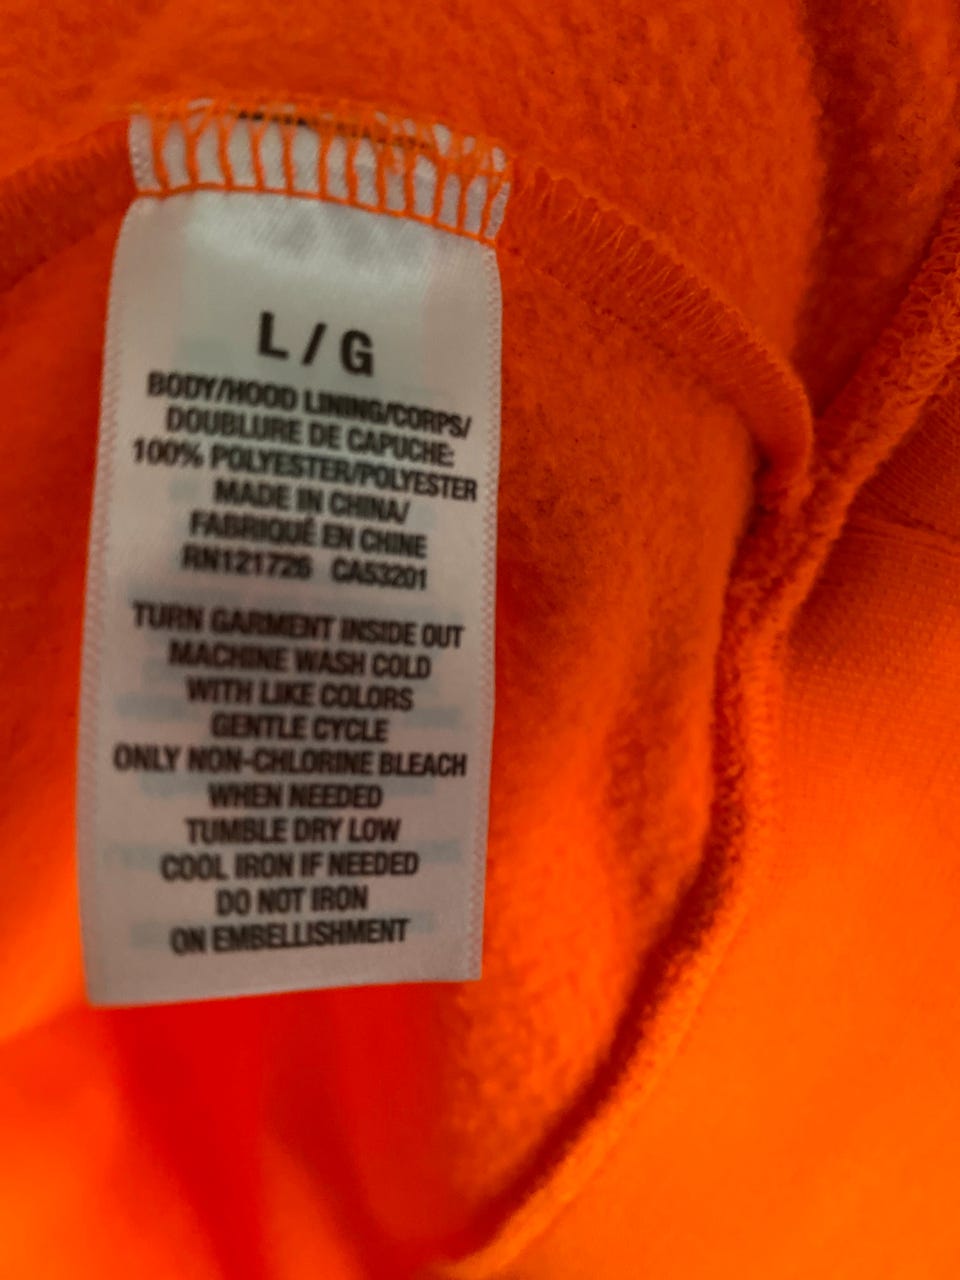 L / G
BODY/HOOD LINING/CORPS/
DOUBLURE DE CAPUCHE:
100% POLYESTER/POLYESTER
MADE IN CHINA/
FABRIQUÉ EN CHINE
RN121726 CA53201
TURN GARMENT INSIDE OUT
MACHINE WASH COLD
WITH LIKE COLORS
GENTLE CYCLE
ONLY NON-CHLORINE BLEACH
WHEN NEEDED
TUMBLE DRY LOW
COOL IRON IF NEEDED
DO NOT IRON
ON EMBELLISHMENT